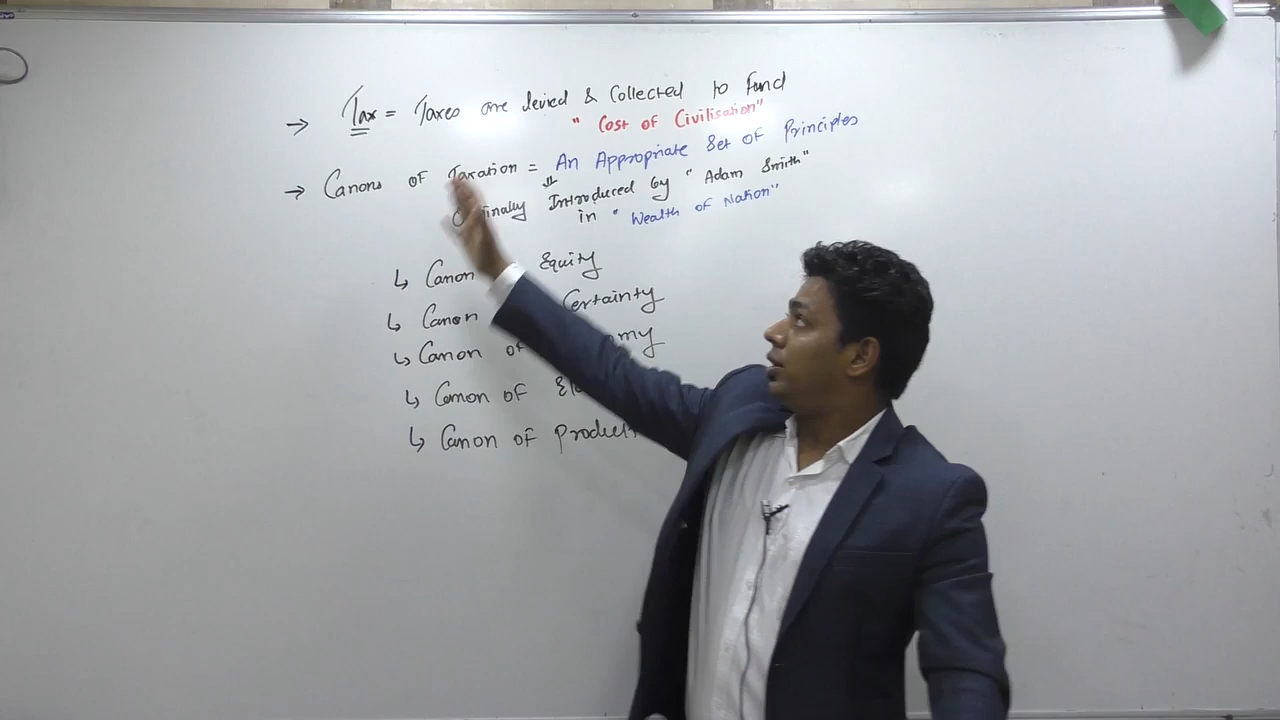 → Tax = Taxes are levied & Collected to Fund
" Cost of Civilisation"
→ Canons of Taxation = An Appropriate Set of Principles
Introduced by " Adam Smith"
in " Wealth of Nation"
↳ Canon Equity
↳ Canon Certainty
↳ Canon of
↳ Canon of
↳ Canon of